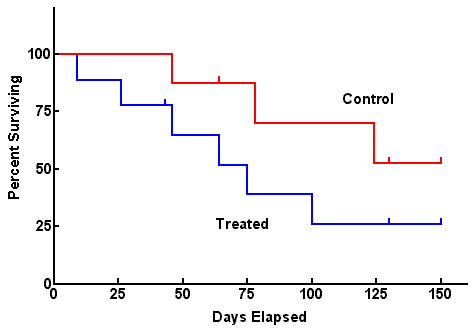 100
Control
75
Percent Surviving
50
25
Treated
0
0 25 50 75 100 125 150
Days Elapsed